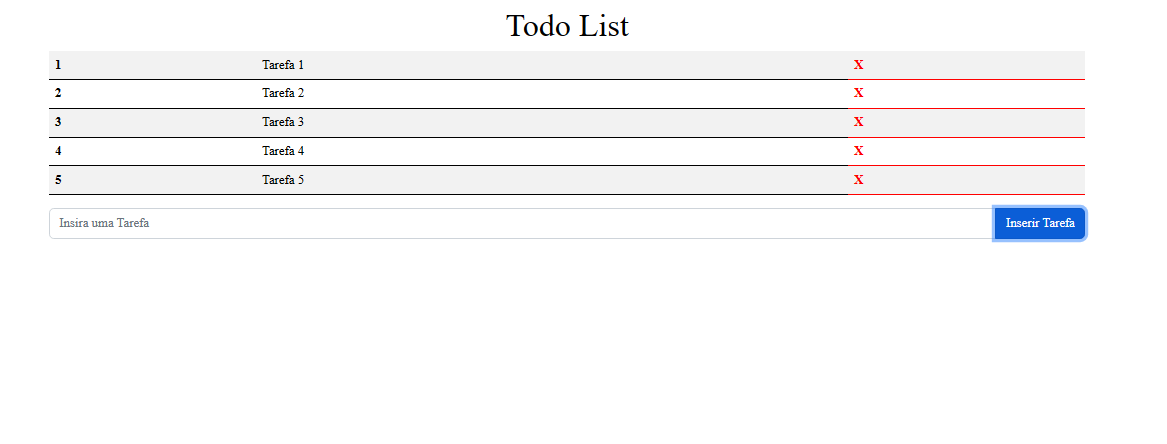 Todo List
1 Tarefa 1 X
2 Tarefa 2 X
3 Tarefa 3 X
4 Tarefa 4 X
5 Tarefa 5 X
Insira uma Tarefa Inserir Tarefa